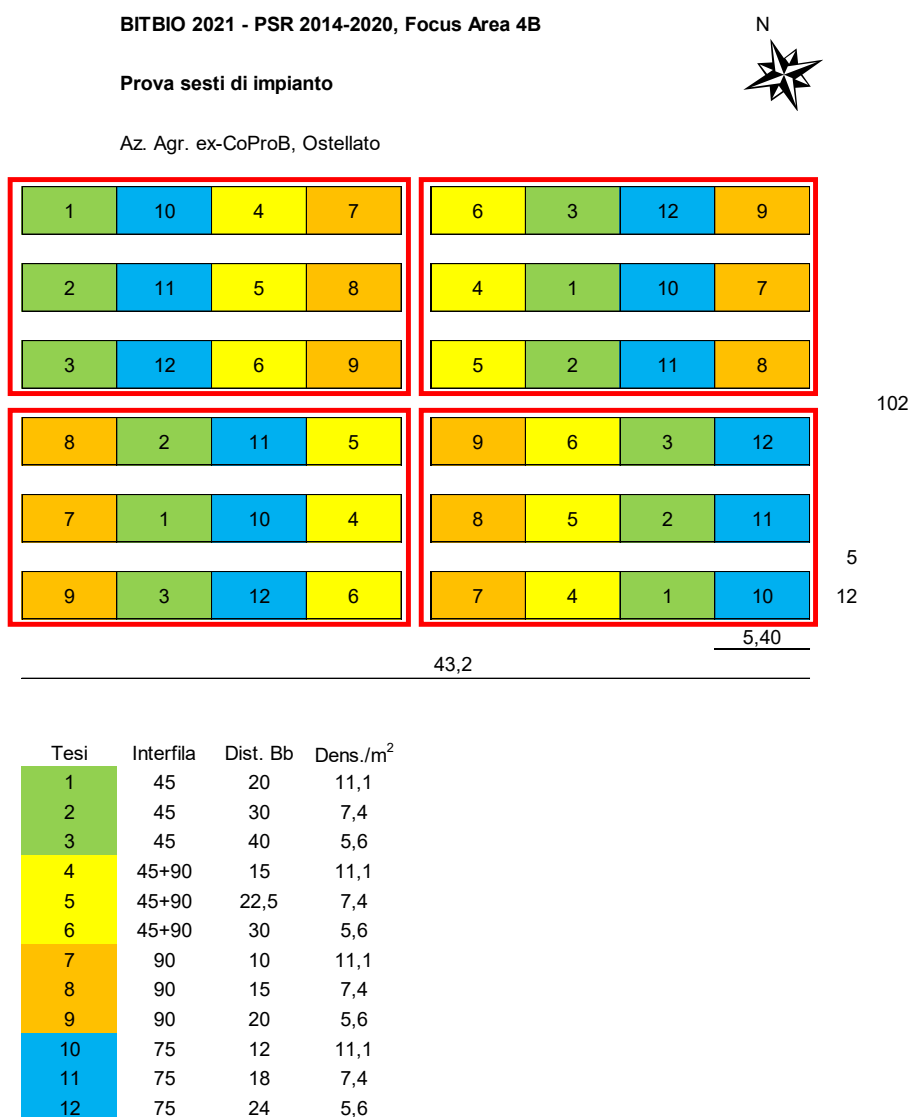 BITBIO 2021 - PSR 2014-2020, Focus Area 4B
N
Prova sesti di impianto
Az. Agr. ex-CoProB, Ostellato
1 10 4 7 6 3 12 9
2 11 5 8 4 1 10 7
3 12 6 9 5 2 11 8
102
8 2 11 5 9 6 3 12
7 1 10 4 8 5 2 11
5
9 3 12 6 7 4 1 10 12
5,40
43,2
Tesi Interfila Dist. Bb Dens./m²
1 45 20 11,1
2 45 30 7,4
3 45 40 5,6
4 45+90 15 11,1
5 45+90 22,5 7,4
6 45+90 30 5,6
7 90 10 11,1
8 90 15 7,4
9 90 20 5,6
10 75 12 11,1
11 75 18 7,4
12 75 24 5,6